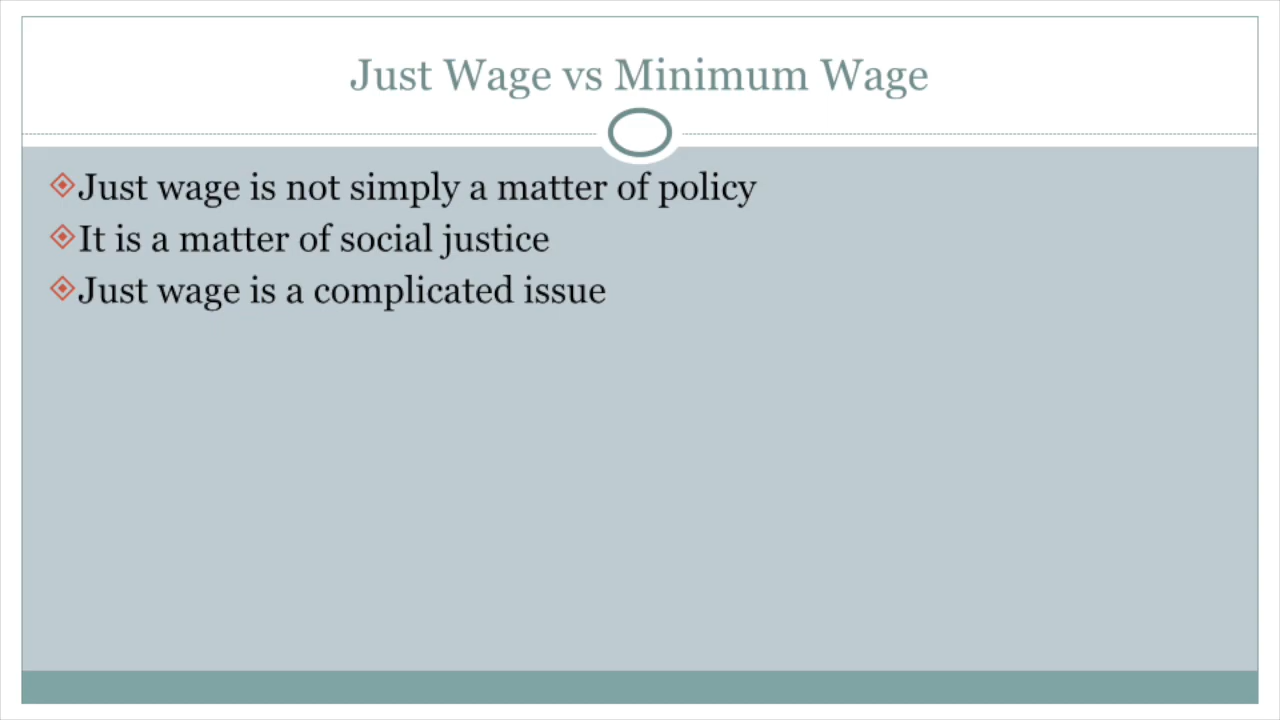 Just Wage vs Minimum Wage
Just wage is not simply a matter of policy
It is a matter of social justice
Just wage is a complicated issue